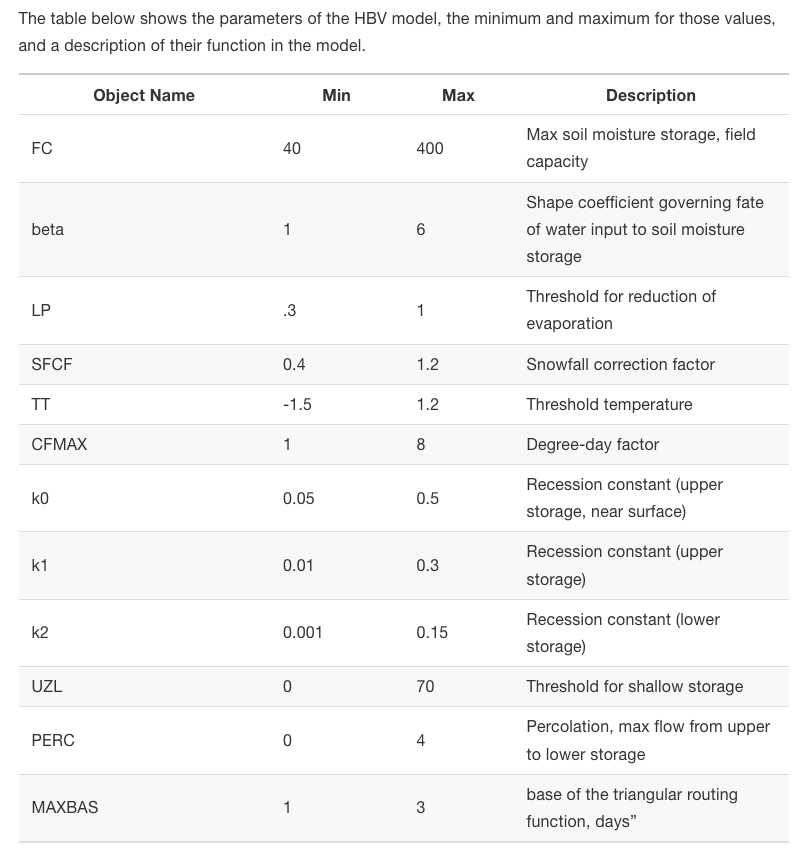 The table below shows the parameters of the HBV model, the minimum and maximum for those values,
and a description of their function in the model.
Object Name Min Max Description
FC 40 400 Max soil moisture storage, field
capacity
beta 1 6 Shape coefficient governing fate
of water input to soil moisture
storage
LP .3 1 Threshold for reduction of
evaporation
SFCF 0.4 1.2 Snowfall correction factor
TT -1.5 1.2 Threshold temperature
CFMAX 1 8 Degree-day factor
k0 0.05 0.5 Recession constant (upper
storage, near surface)
k1 0.01 0.3 Recession constant (upper
storage)
k2 0.001 0.15 Recession constant (lower
storage)
UZL 0 70 Threshold for shallow storage
PERC 0 4 Percolation, max flow from upper
to lower storage
MAXBAS 1 3 base of the triangular routing
function, days”